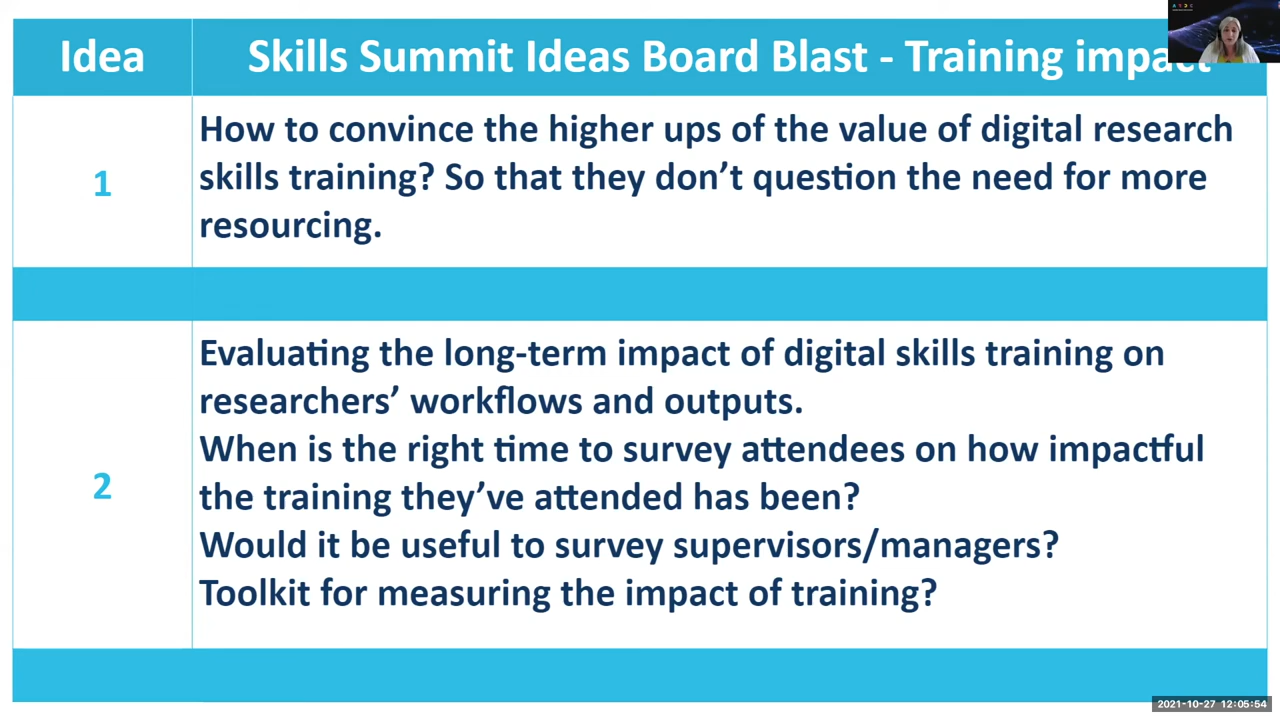 Idea
Skills Summit Ideas Board Blast - Training impact
1
How to convince the higher ups of the value of digital research
skills training? So that they don’t question the need for more
resourcing.
2
Evaluating the long-term impact of digital skills training on
researchers’ workflows and outputs.
When is the right time to survey attendees on how impactful
the training they’ve attended has been?
Would it be useful to survey supervisors/managers?
Toolkit for measuring the impact of training?
2021-10-27 12:05:54